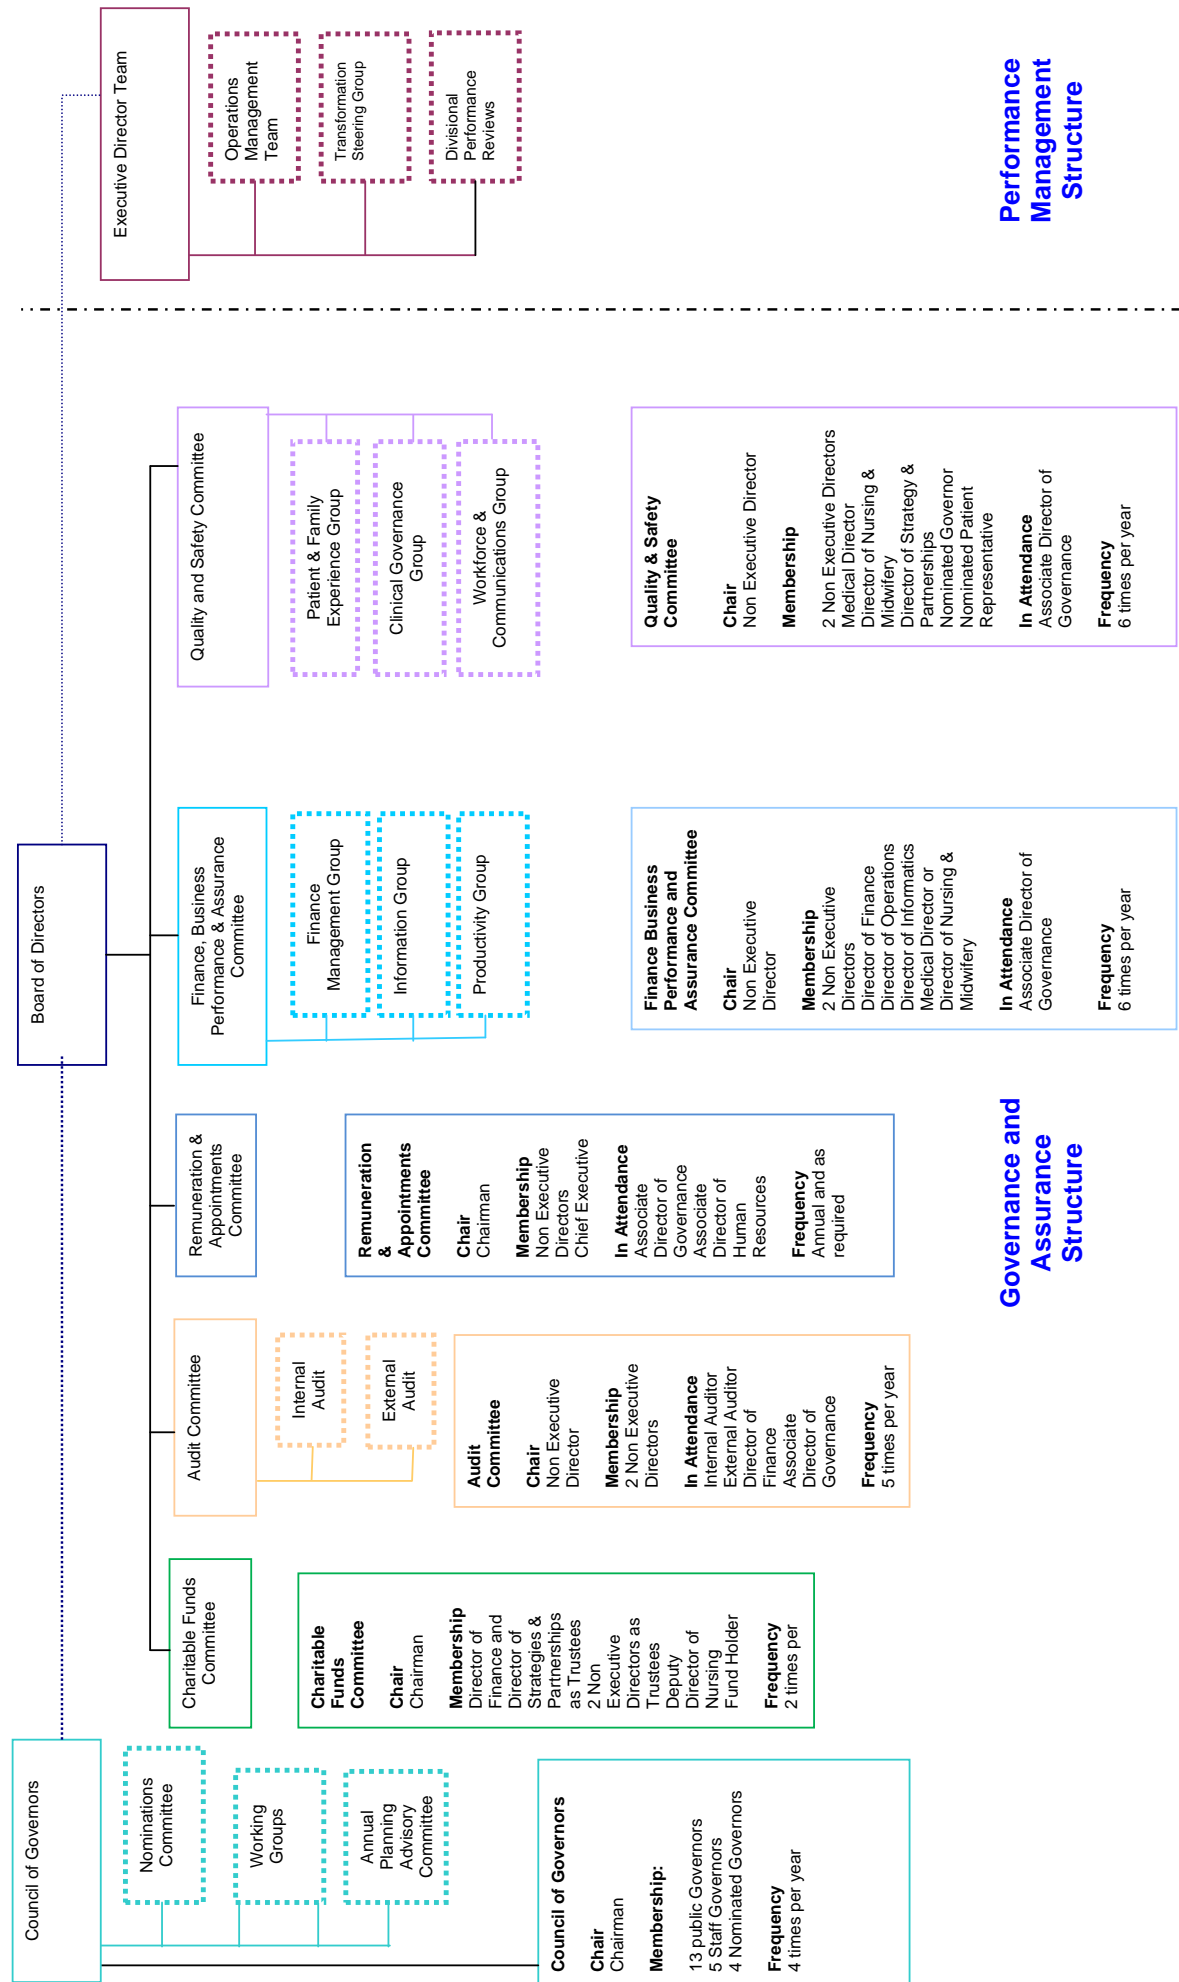 Council of Governors
Nominations
Committee
Working
Groups
Annual
Planning
Advisory
Committee
Council of Governors
Chair
Chairman
Membership:
13 public Governors
5 Staff Governors
4 Nominated Governors
Frequency
4 times per year
Board of Directors
Charitable Funds
Committee
Charitable
Funds
Committee
Chair
Chairman
Membership
Director of
Finance and
Director of
Strategies &
Partnerships
as Trustees
2 Non
Executive
Directors as
Trustees
Deputy
Director of
Nursing
Fund Holder
Frequency
2 times per
Audit Committee
Internal
Audit
External
Audit
Audit
Committee
Chair
Non Executive
Director
Membership
2 Non Executive
Directors
In Attendance
Internal Auditor
External Auditor
Director of
Finance
Associate
Director of
Governance
Frequency
5 times per year
Remuneration &
Appointments
Committee
Remuneration
&
Appointments
Committee
Chair
Chairman
Membership
Non Executive
Directors
Chief Executive
In Attendance
Associate
Director of
Governance
Associate
Director of
Human
Resources
Frequency
Annual and as
required
Finance, Business
Performance & Assurance
Committee
Finance
Management Group
Information Group
Productivity Group
Finance Business
Performance and
Assurance Committee
Chair
Non Executive
Director
Membership
2 Non Executive
Directors
Director of Finance
Director of Operations
Director of Informatics
Medical Director or
Director of Nursing &
Midwifery
In Attendance
Associate Director of
Governance
Frequency
6 times per year
Quality and Safety Committee
Patient & Family
Experience Group
Clinical Governance
Group
Workforce &
Communications Group
Quality & Safety
Committee
Chair
Non Executive Director
Membership
2 Non Executive Directors
Medical Director
Director of Nursing &
Midwifery
Director of Strategy &
Partnerships
Nominated Governor
Nominated Patient
Representative
In Attendance
Associate Director of
Governance
Frequency
6 times per year
Governance and
Assurance
Structure
Executive Director Team
Operations
Management
Team
Transformation
Steering Group
Divisional
Performance
Reviews
Performance
Management
Structure